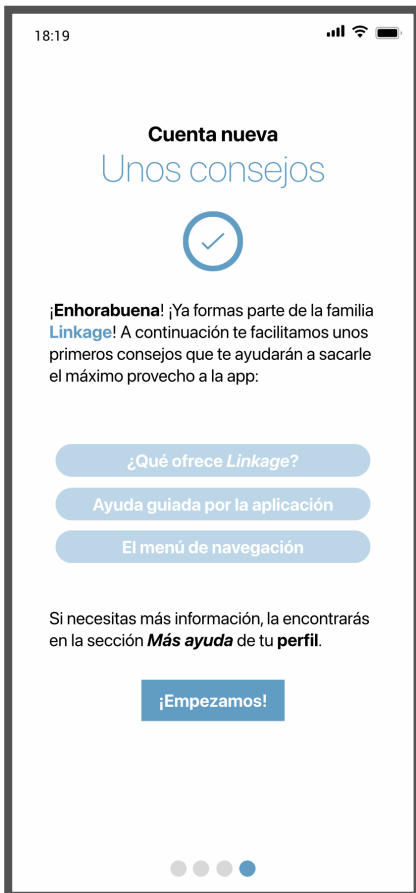 18:19
Cuenta nueva
Unos consejos
¡Enhorabuena! ¡Ya formas parte de la familia
Linkage! A continuación te facilitamos unos
primeros consejos que te ayudarán a sacarle
el máximo provecho a la app:
¿Qué ofrece Linkage?
Ayuda guiada por la aplicación
El menú de navegación
Si necesitas más información, la encontrarás
en la sección Más ayuda de tu perfil.
¡Empezamos!